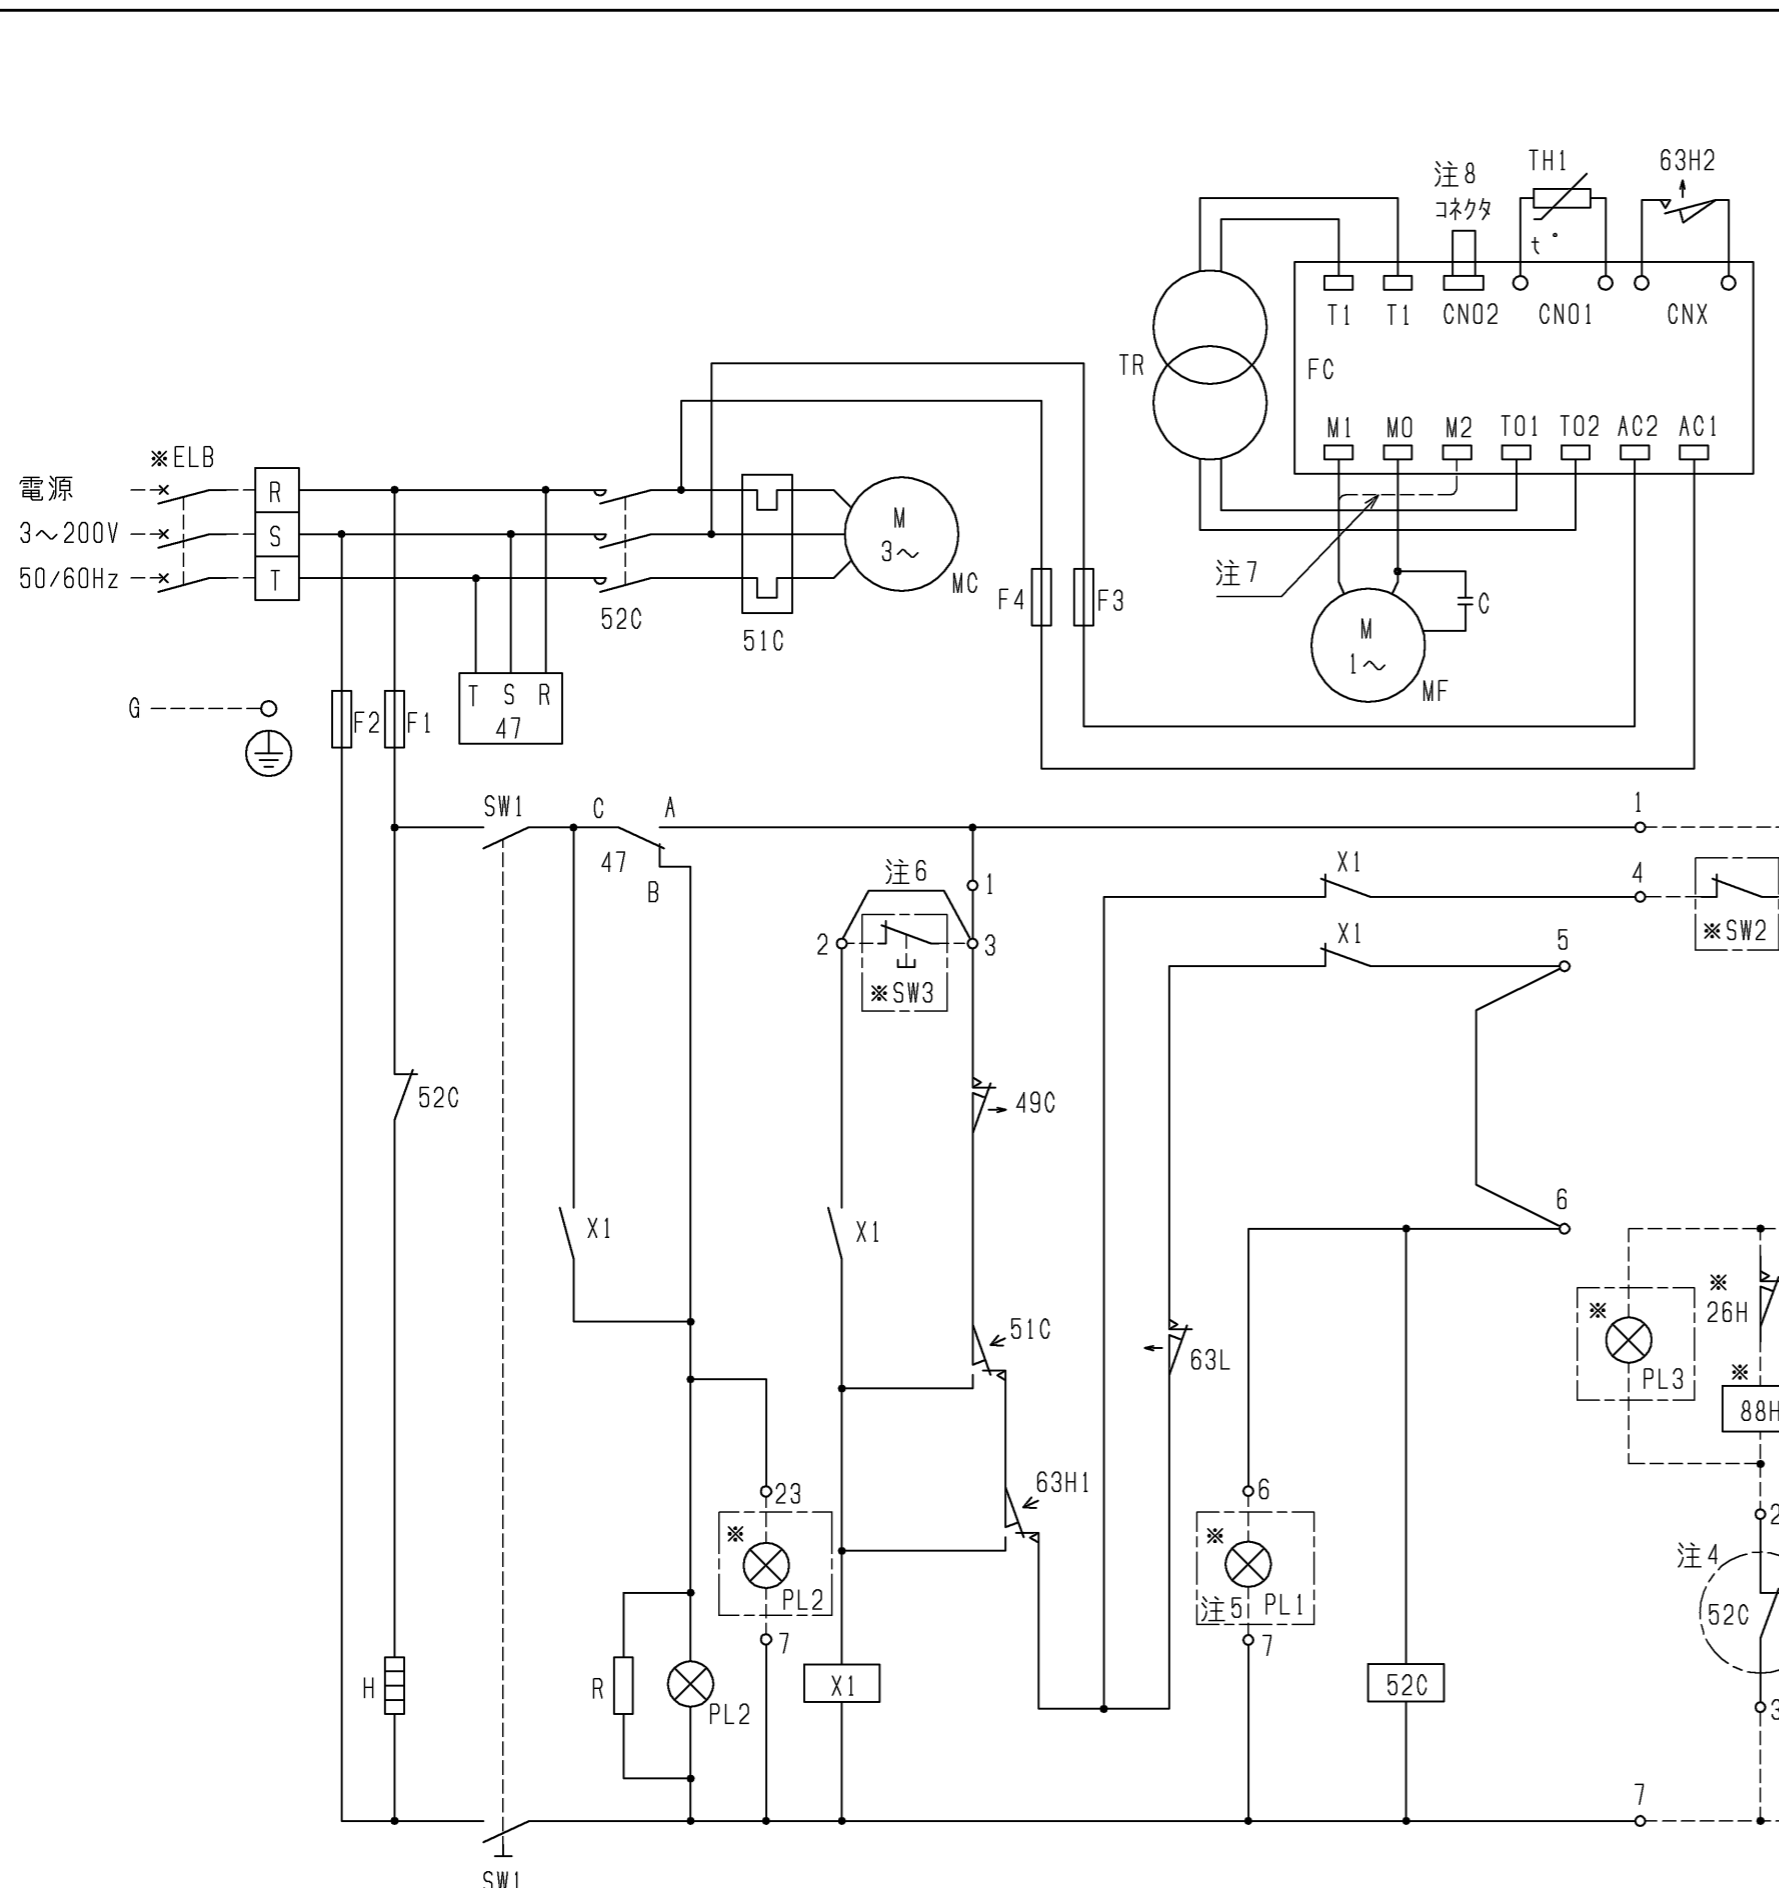 注8
コネクタ
TH1
63H2
t°
T1
T1
CN02
CN01
CNX
TR
FC
M1
M0
M2
T01
T02
AC2
AC1
※ELB
電源
3～200V
50/60Hz
R
S
T
52C
51C
M
3～
MC
F4
F3
注7
M
1～
MF
C
G
F2
F1
T S R
47
SW1
C
A
47
B
1
注6
1
2
3
※SW3
X1
4
※SW2
X1
5
52C
49C
X1
X1
6
51C
63L
※
PL3
※
26H
※
88H
63H1
23
※
PL2
7
6
※
注5
PL1
7
注4
52C
H
R
PL2
X1
52C
7
SW1